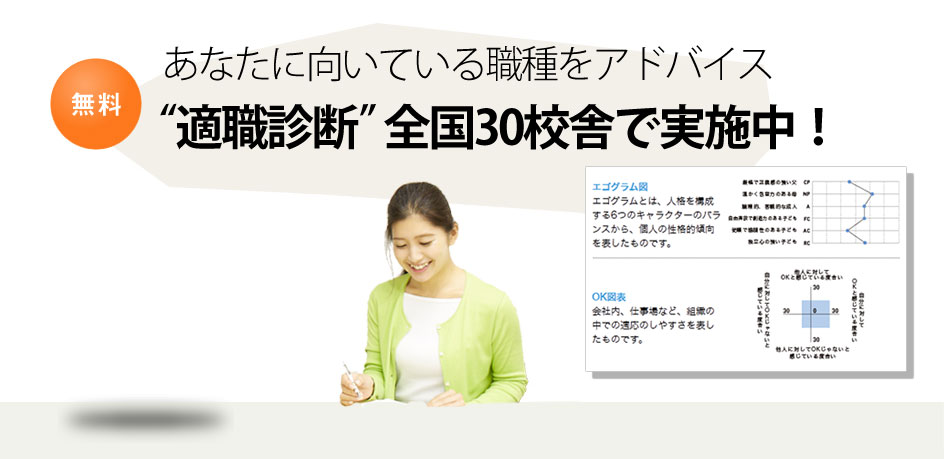 無料
あなたに向いている職種をアドバイス
“適職診断”全国30校舎で実施中！
エゴグラム図
エゴグラムとは、人格を構成
する6つのキャラクターのバラ
ンスから、個人の性格的傾向
を表したものです。
厳格で正義感の強い父 CP
温かく包容力のある母 NP
論理的、客観的な成人 A
自由奔放で創造力のある子ども FC
従順で協調性のある子ども AC
独立心の強い子ども RC
OK図表
会社内、仕事場など、組織の
中での適応のしやすさを表し
たものです。
他人に対して
OKと感じている度合い
自分に対してOKじゃないと
感じている度合い
30
30
0
30
30
自分に対して
OKと感じている度合い
他人に対してOKじゃないと
感じている度合い